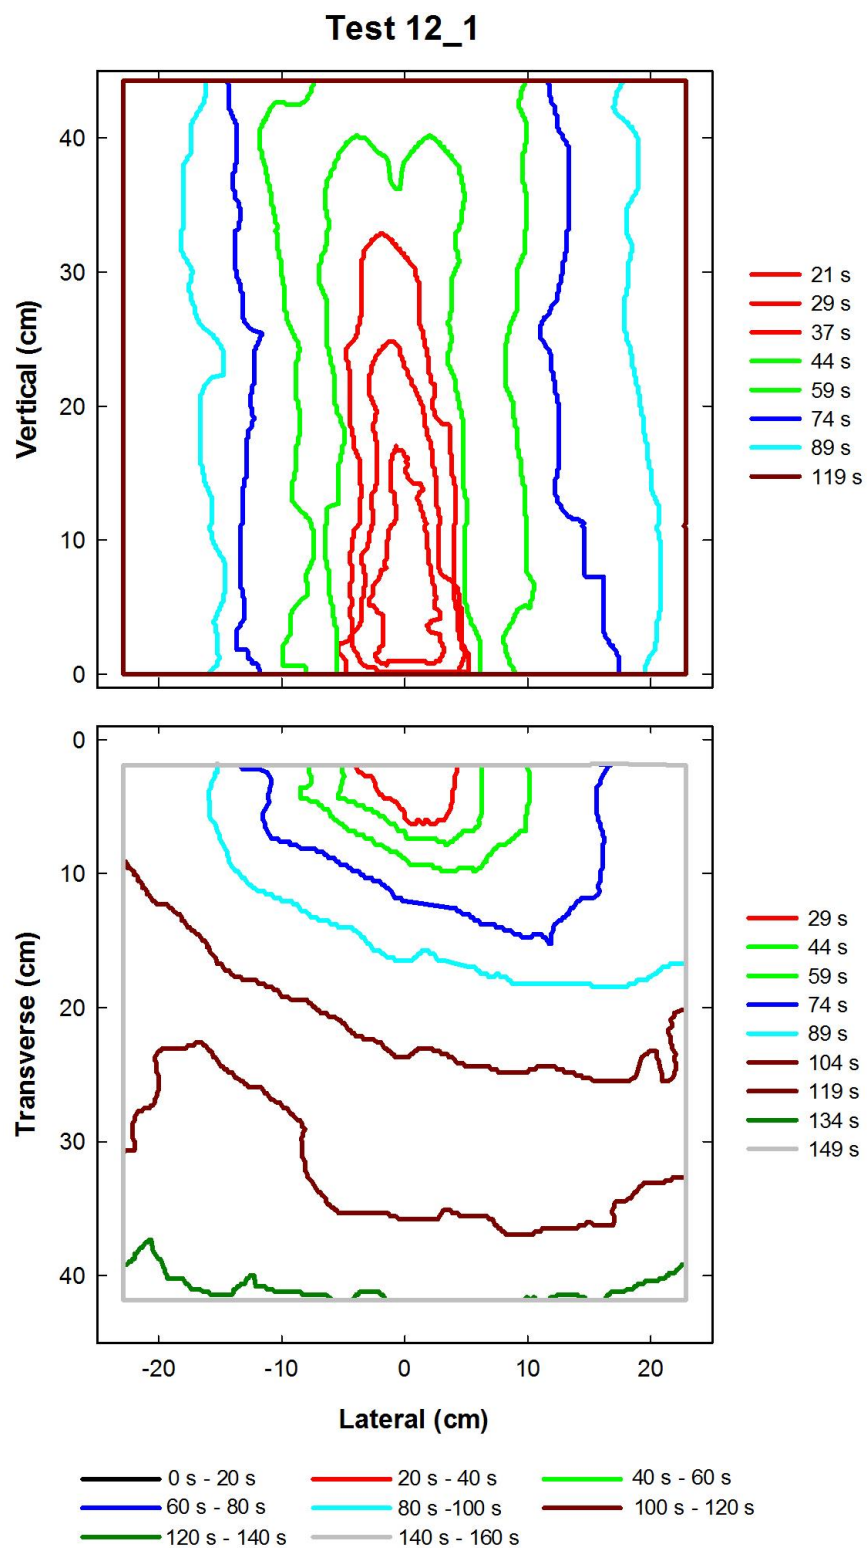 Test 12_1
Vertical (cm)
40
30
20
10
0
21 s
29 s
37 s
44 s
59 s
74 s
89 s
119 s
Transverse (cm)
0
10
20
30
40
29 s
44 s
59 s
74 s
89 s
104 s
119 s
134 s
149 s
-20 -10 0 10 20
Lateral (cm)
0 s - 20 s 20 s - 40 s 40 s - 60 s
60 s - 80 s 80 s -100 s 100 s - 120 s
120 s - 140 s 140 s - 160 s